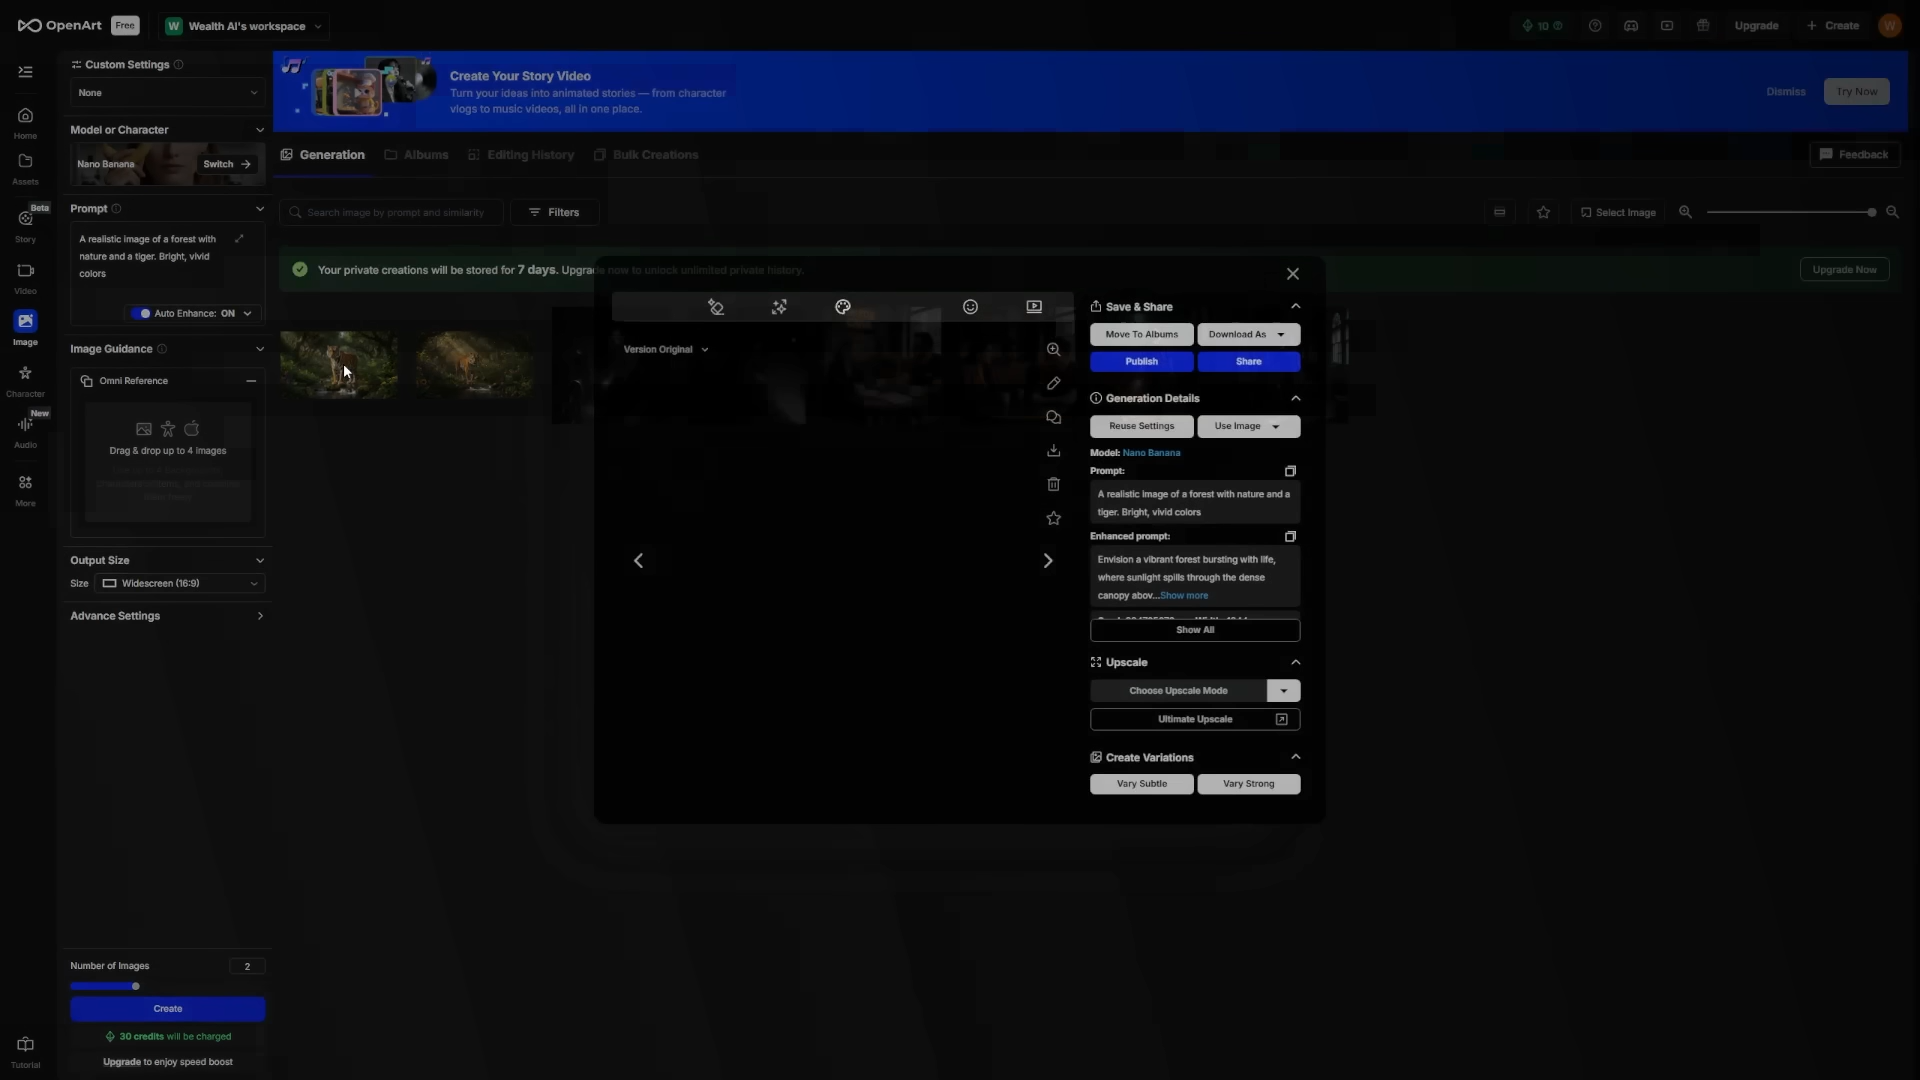 OpenArt
Free
W
Wealth AI's workspace
10
Upgrade
+ Create
W
Custom Settings
None
Model or Character
Nano Banana
Switch
Prompt
A realistic image of a forest with
nature and a tiger. Bright, vivid
colors
Auto Enhance: ON
Image Guidance
Omni Reference
Drag & drop up to 4 images
Output Size
Size
Widescreen (16:9)
Advance Settings
Number of Images
2
Create
30 credits will be charged
Upgrade to enjoy speed boost
Home
Assets
Beta
Story
Video
Image
Character
New
Audio
More
Tutorial
Create Your Story Video
Turn your ideas into animated stories — from character
vlogs to music videos, all in one place.
Dismiss
Try Now
Generation
Albums
Editing History
Bulk Creations
Feedback
Search image by prompt and similarity
Filters
Select Image
Your private creations will be stored for 7 days. Upgrade now to unlock unlimited private history.
Upgrade Now
Version Original
Save & Share
Move To Albums
Download As
Publish
Share
Generation Details
Reuse Settings
Use Image
Model: Nano Banana
Prompt:
A realistic image of a forest with nature and a
tiger. Bright, vivid colors
Enhanced prompt:
Envision a vibrant forest bursting with life,
where sunlight spills through the dense
canopy abov...Show more
Show All
Upscale
Choose Upscale Mode
Ultimate Upscale
Create Variations
Vary Subtle
Vary Strong